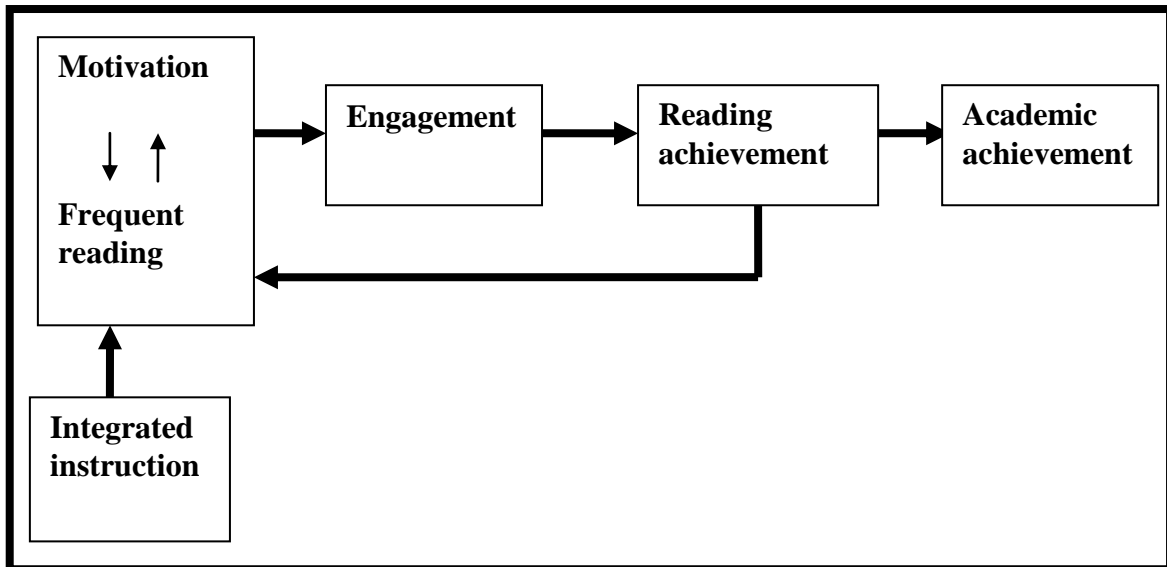 Motivation
Frequent
reading
Engagement
Reading
achievement
Academic
achievement
Integrated
instruction